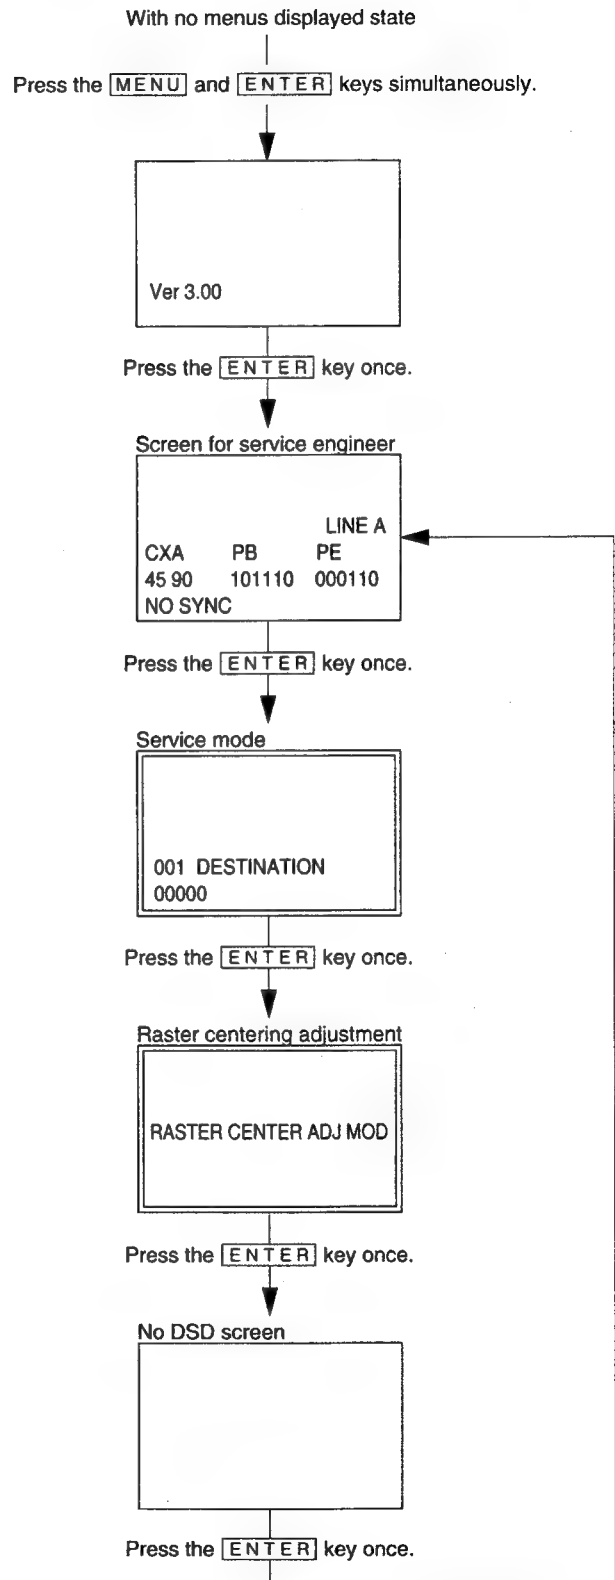 With no menus displayed state
Press the MENU and ENTER keys simultaneously.
Ver 3.00
Press the ENTER key once.
Screen for service engineer
LINE A
CXA PB PE
45 90 101110 000110
NO SYNC
Press the ENTER key once.
Service mode
001 DESTINATION
00000
Press the ENTER key once.
Raster centering adjustment
RASTER CENTER ADJ MOD
Press the ENTER key once.
No DSD screen
Press the ENTER key once.